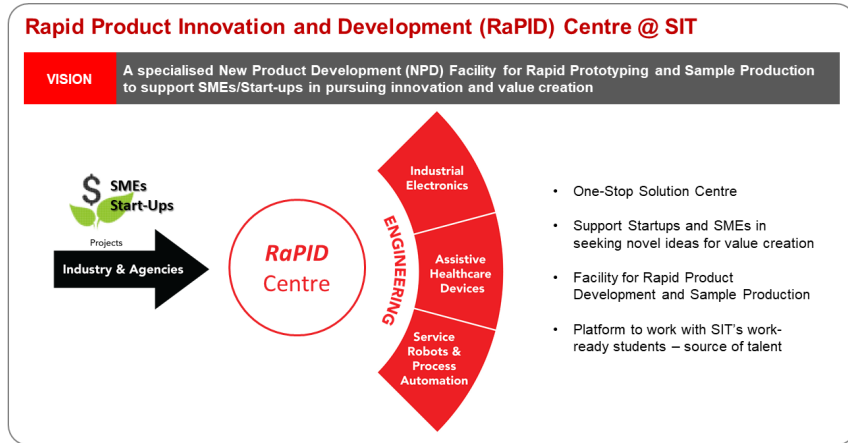 Rapid Product Innovation and Development (RaPID) Centre @ SIT
VISION
A specialised New Product Development (NPD) Facility for Rapid Prototyping and Sample Production
to support SMEs/Start-ups in pursuing innovation and value creation
$ SMEs
Start-Ups
Projects
Industry & Agencies
RaPID
Centre
ENGINEERING
Industrial
Electronics
Assistive
Healthcare
Devices
Service
Robots &
Process
Automation
• One-Stop Solution Centre
• Support Startups and SMEs in
seeking novel ideas for value creation
• Facility for Rapid Product
Development and Sample Production
• Platform to work with SIT's work-
ready students – source of talent